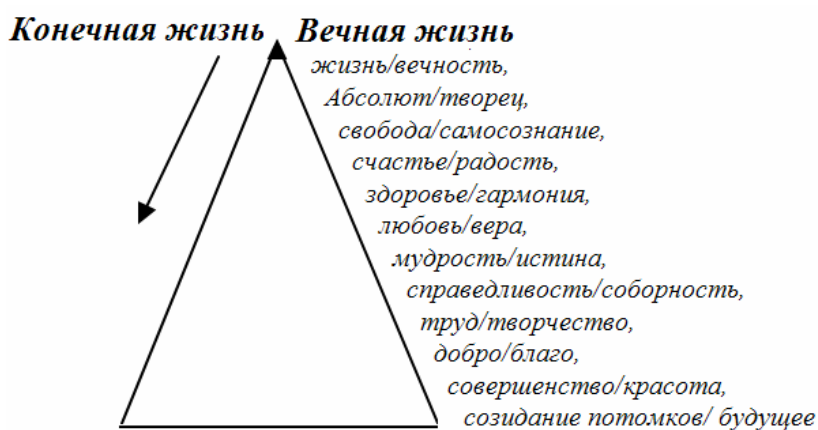 Конечная жизнь Вечная жизнь
жизнь/вечность,
Абсолют/творец,
свобода/самосознание,
счастье/радость,
здоровье/гармония,
любовь/вера,
мудрость/истина,
справедливость/соборность,
труд/творчество,
добро/благо,
совершенство/красота,
созидание потомков/ будущее